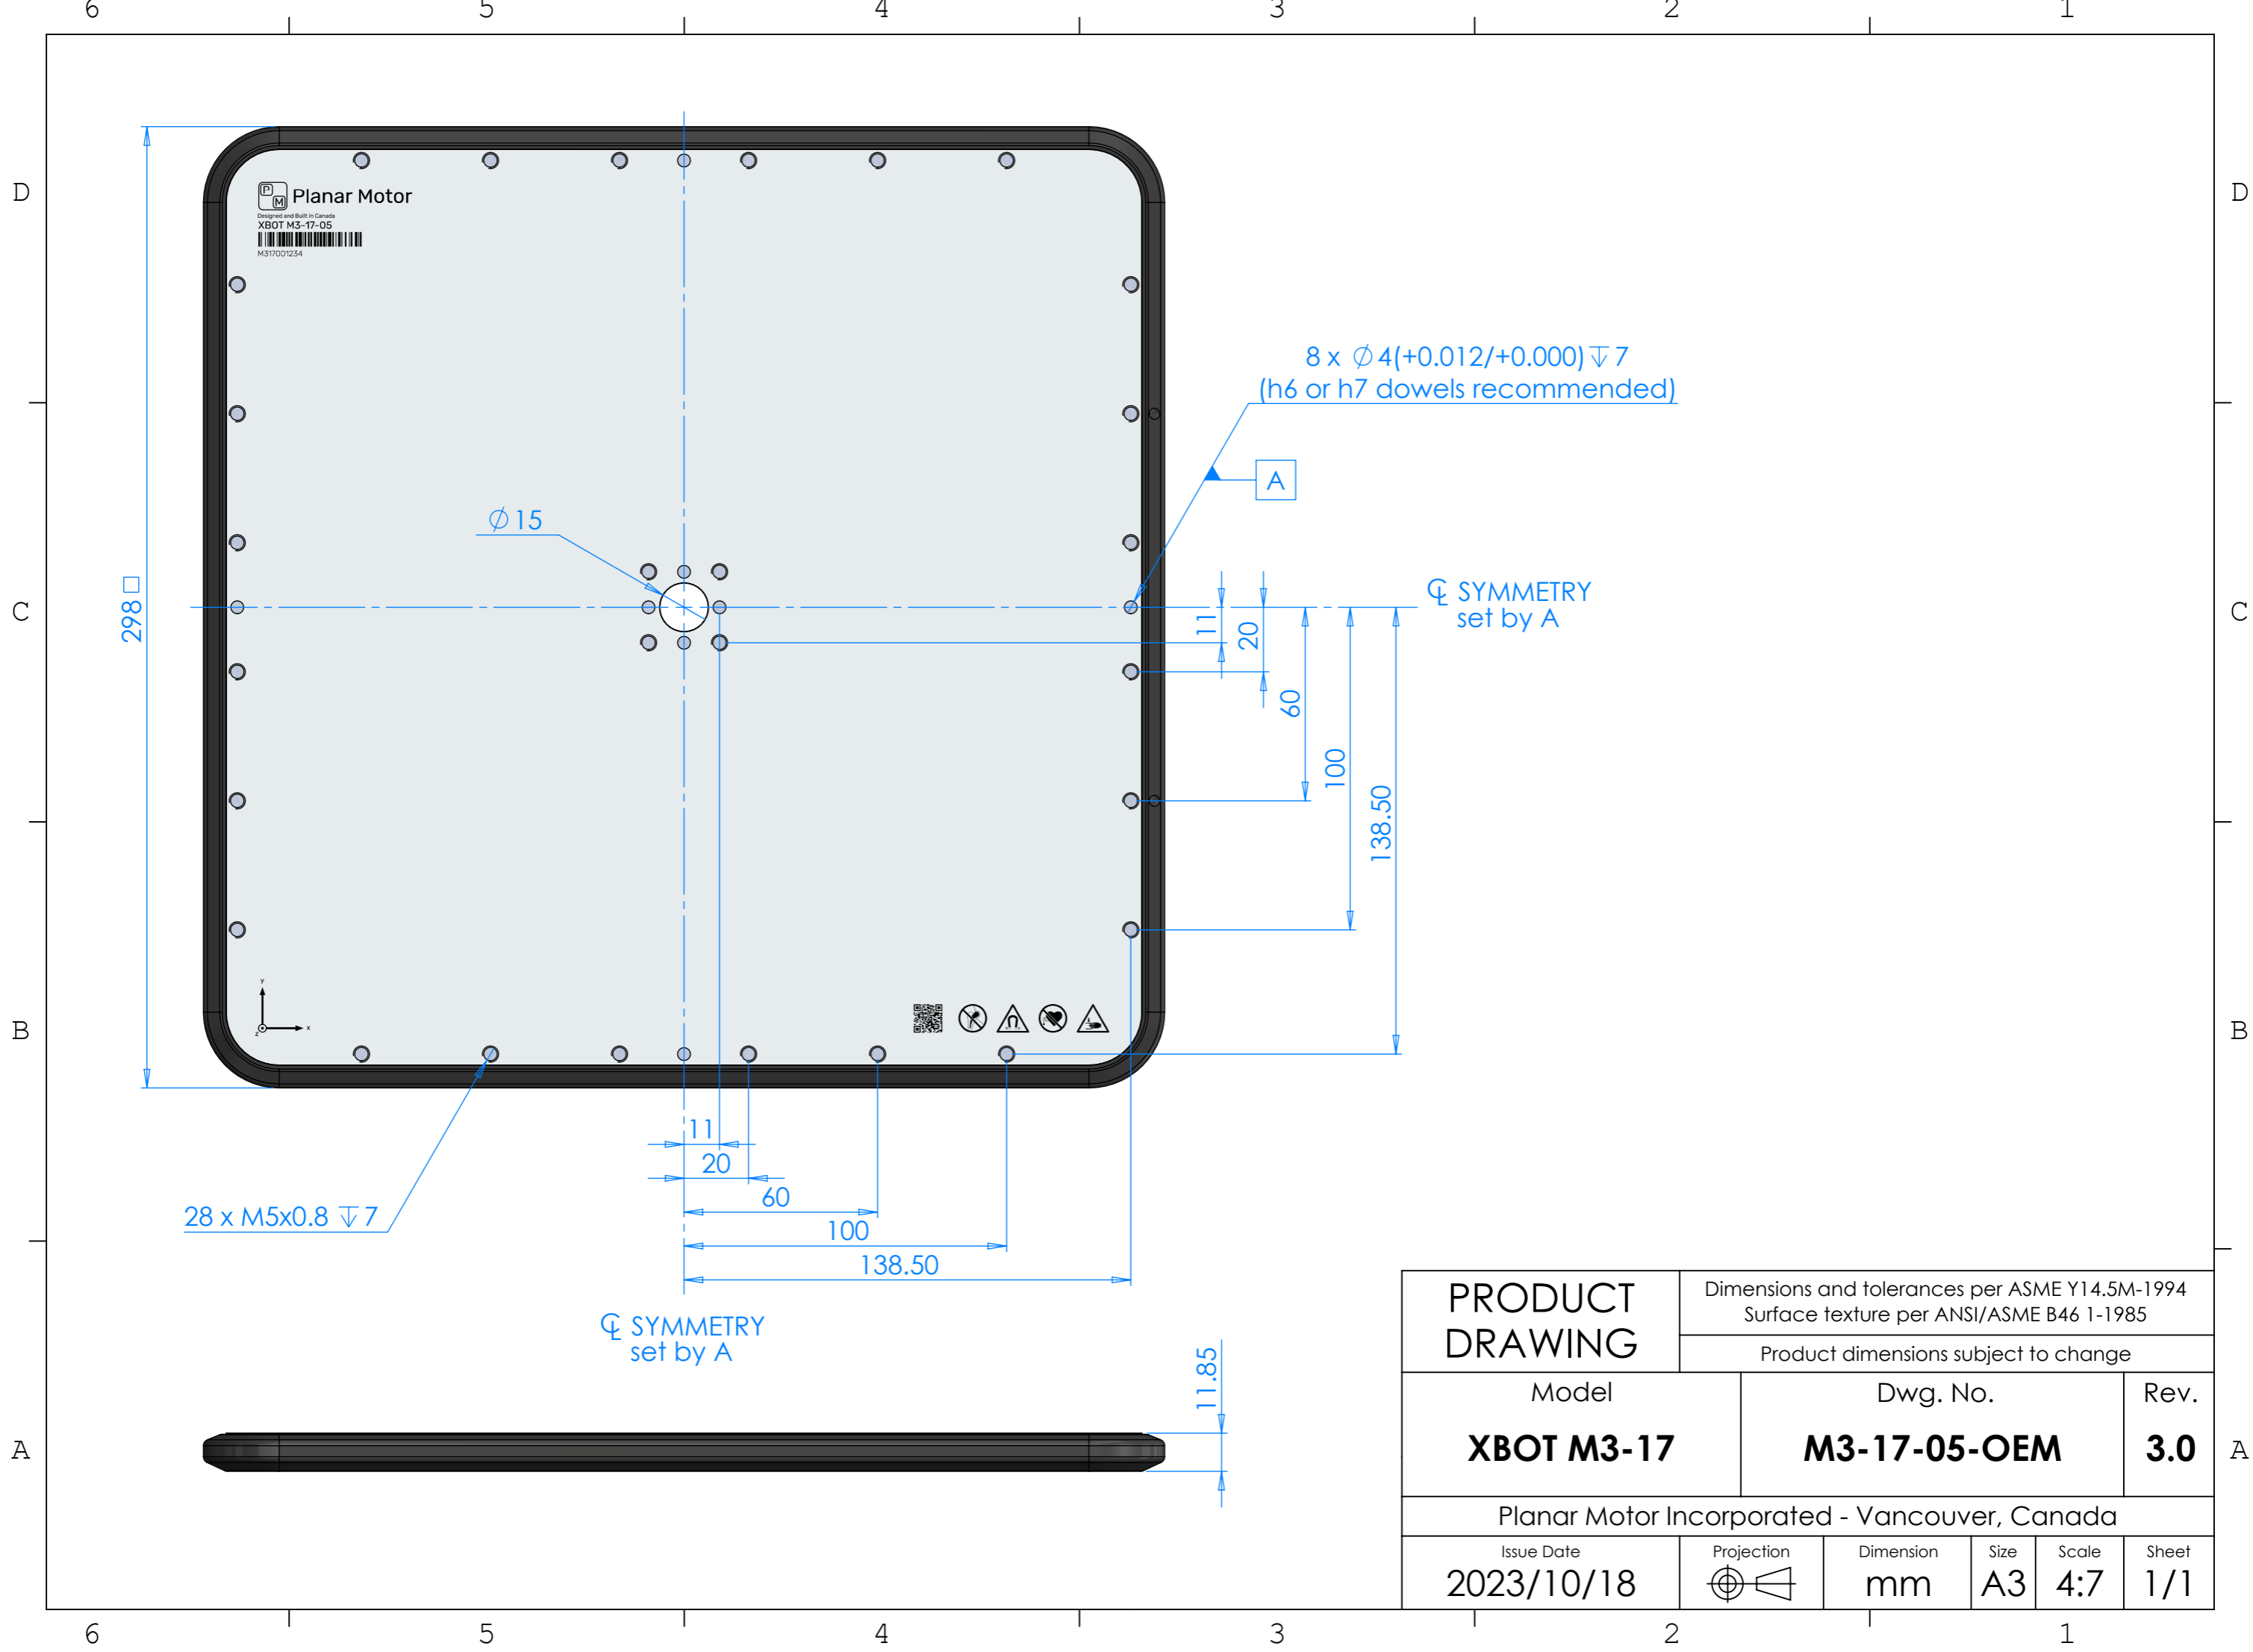 6 5 4 3 2 1
D D
P
M
Planar Motor
Designed and Built in Canada
XBOT M3-17-05
M317001234
8 x ∅4(+0.012/+0.000)↧7
(h6 or h7 dowels recommended)
A
∅15
298□
C C
℄ SYMMETRY
set by A
11
20
60
100
138.50
y
z x
B B
11
20
60
100
138.50
28 x M5x0.8 ↧7
℄ SYMMETRY
set by A
11.85
A A
PRODUCT
DRAWING
Dimensions and tolerances per ASME Y14.5M-1994
Surface texture per ANSI/ASME B46 1-1985
Product dimensions subject to change
Model Dwg. No. Rev.
XBOT M3-17 M3-17-05-OEM 3.0
Planar Motor Incorporated - Vancouver, Canada
Issue Date Projection Dimension Size Scale Sheet
2023/10/18 mm A3 4:7 1/1
6 5 4 3 2 1